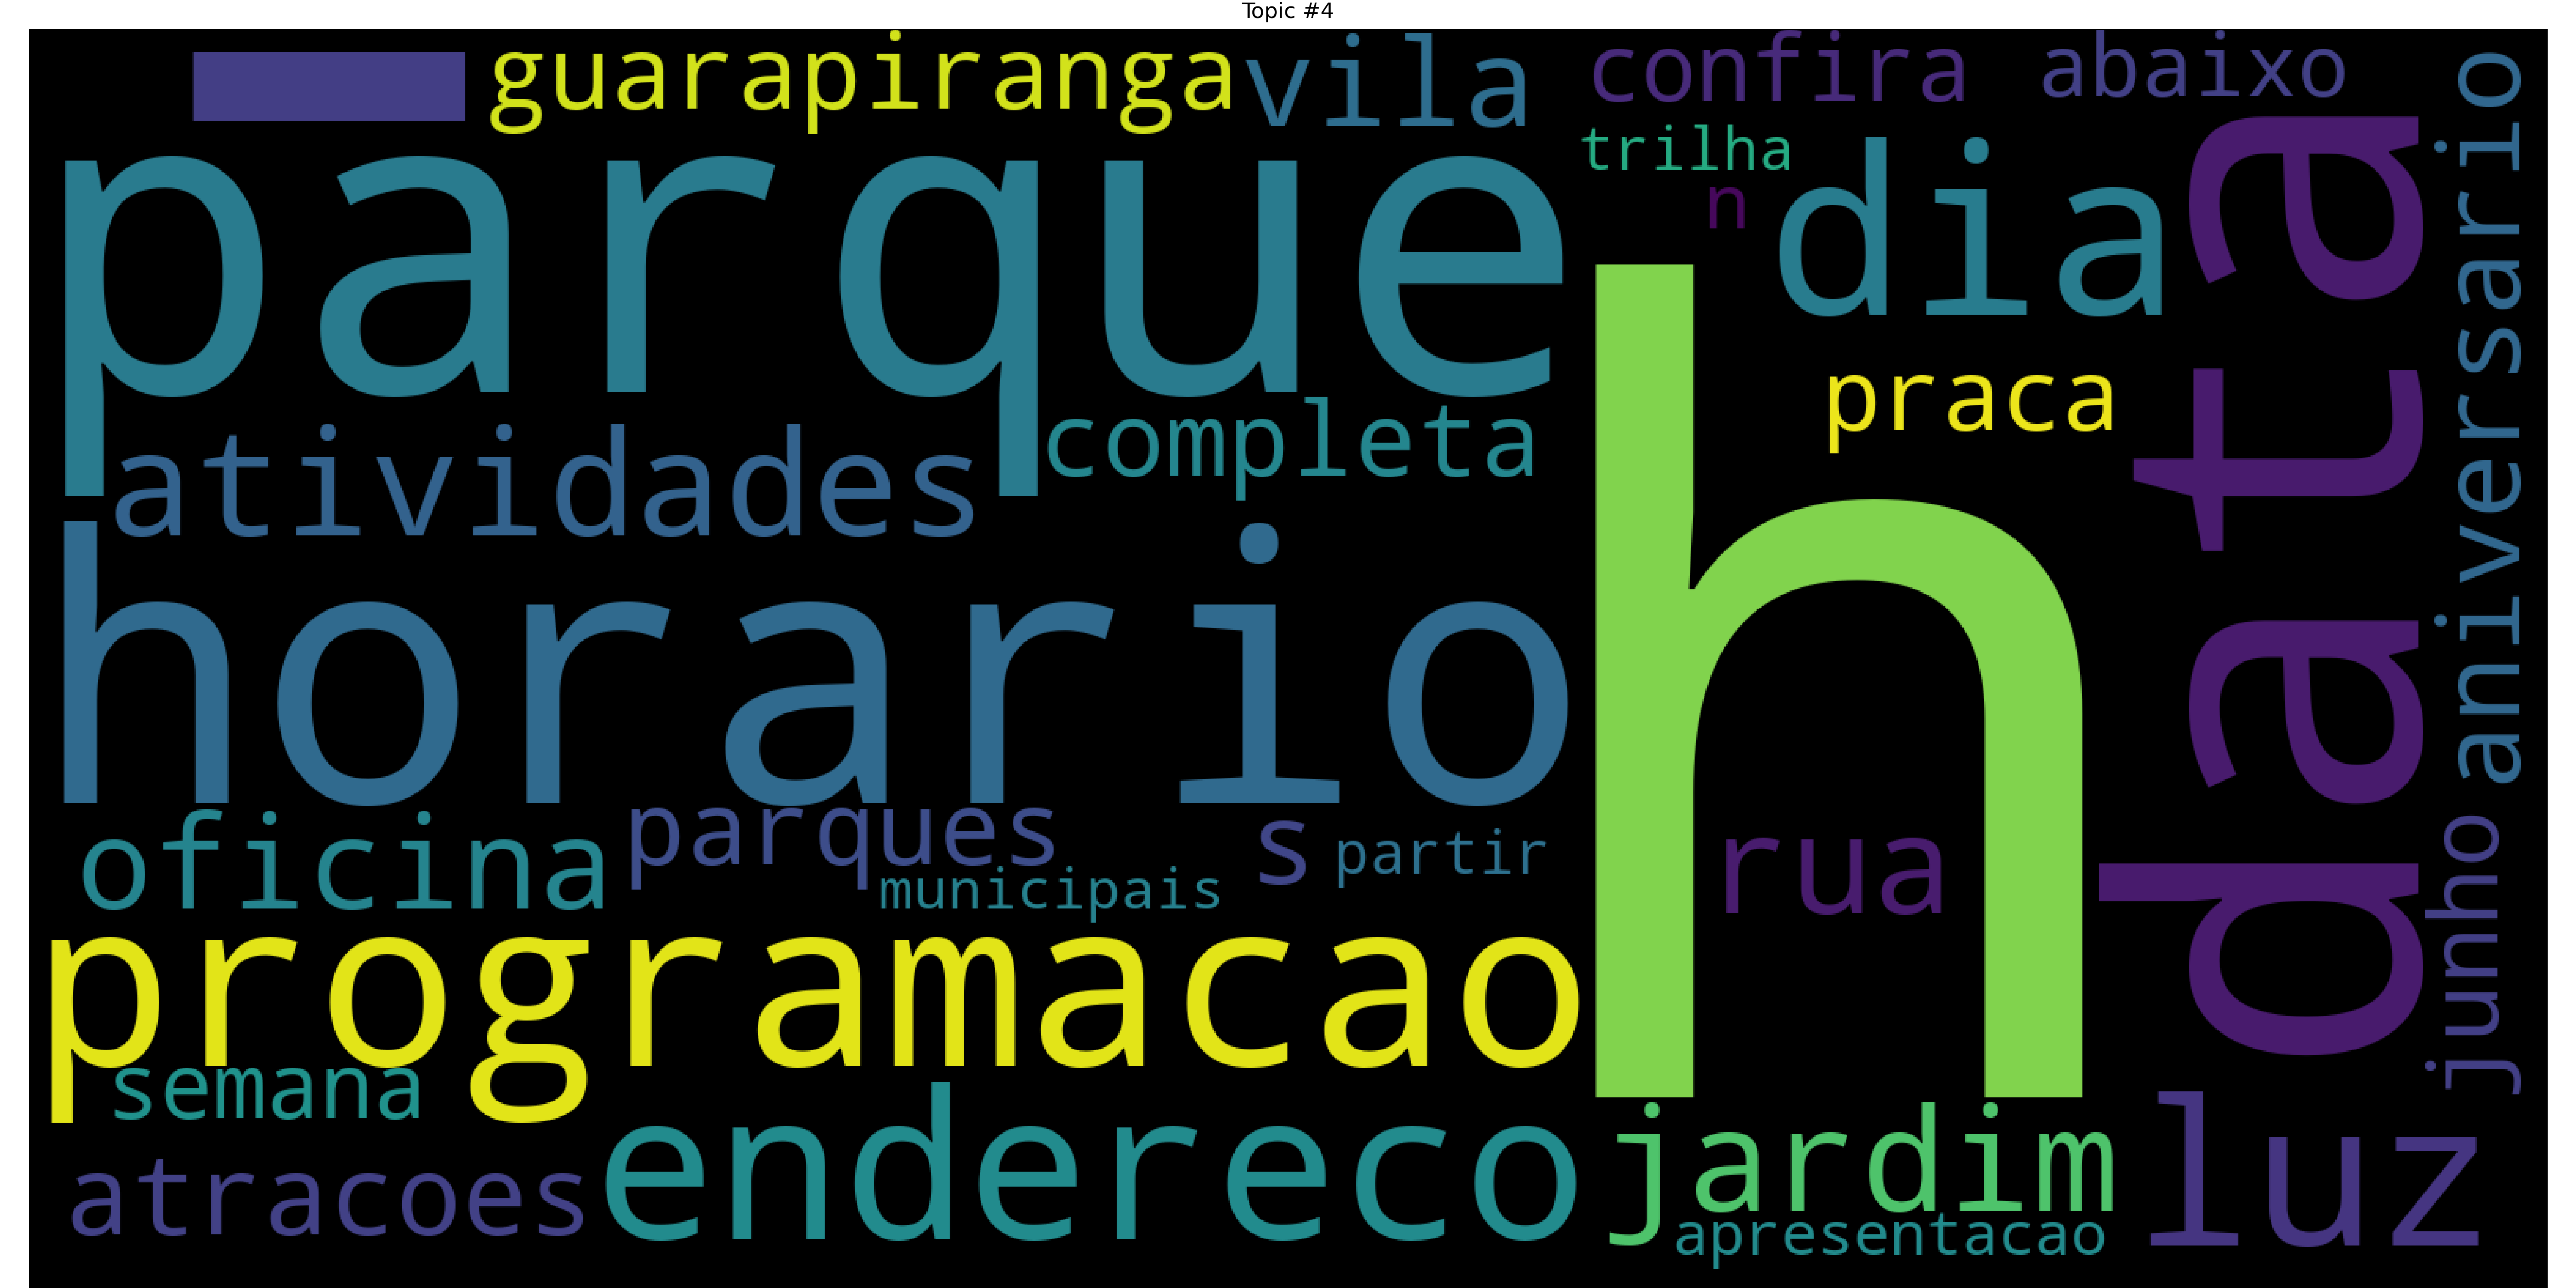 Topic #4
guarapiranga
vila
confira
abaixo
trilha
n
parque
dia
data
aniversario
praca
completa
atividades
h
horario
oficina
parques
s
partir
municipais
rua
junho
programacao
semana
endereco
jardim
luz
atracoes
apresentacao